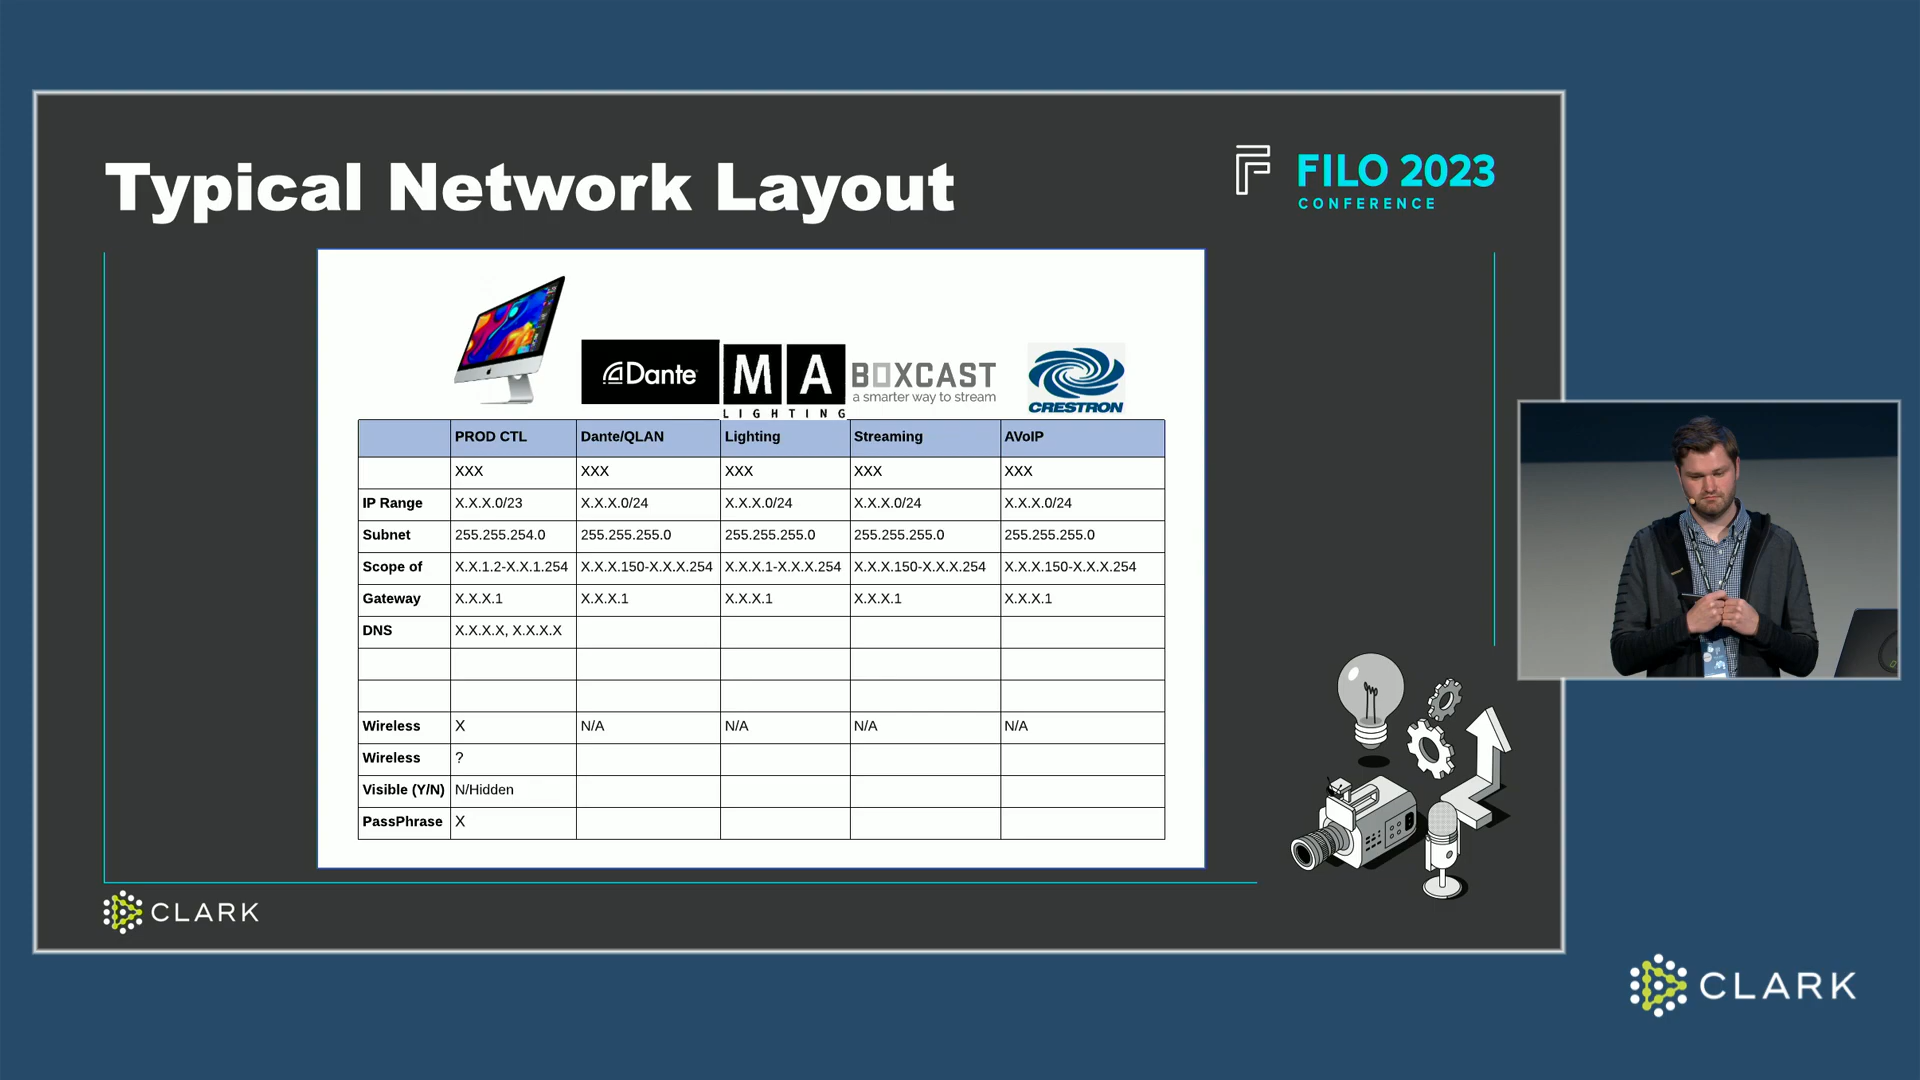 Typical Network Layout
FILO 2023
CONFERENCE
Dante
MA
LIGHTING
BOXCAST
a smarter way to stream
CRESTRON
PROD CTL Dante/QLAN Lighting Streaming AVoIP
XXX XXX XXX XXX XXX
IP Range X.X.X.0/23 X.X.X.0/24 X.X.X.0/24 X.X.X.0/24 X.X.X.0/24
Subnet 255.255.254.0 255.255.255.0 255.255.255.0 255.255.255.0 255.255.255.0
Scope of X.X.1.2-X.X.1.254 X.X.X.150-X.X.X.254 X.X.X.1-X.X.X.254 X.X.X.150-X.X.X.254 X.X.X.150-X.X.X.254
Gateway X.X.X.1 X.X.X.1 X.X.X.1 X.X.X.1 X.X.X.1
DNS X.X.X.X, X.X.X.X
Wireless X N/A N/A N/A N/A
Wireless ?
Visible (Y/N) N/Hidden
PassPhrase X
CLARK
CLARK